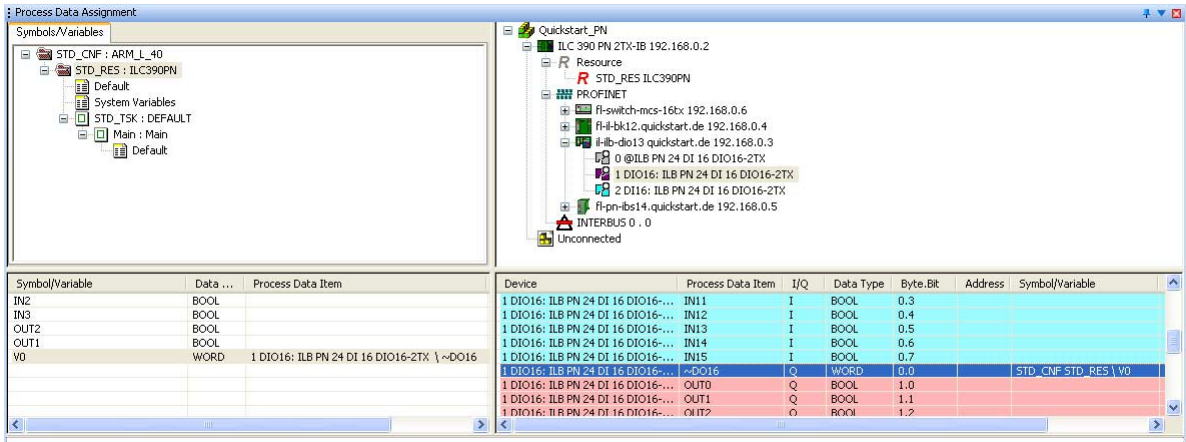 Process Data Assignment
Symbols/Variables
STD_CNF : ARM_L_40
STD_RES : ILC390PN
Default
System Variables
STD_TSK : DEFAULT
Main : Main
Default
Quickstart_PN
ILC 390 PN 2TX-IB 192.168.0.2
R Resource
R STD_RES ILC390PN
PROFINET
fl-switch-mcs-16tx 192.168.0.6
fl-il-bk12.quickstart.de 192.168.0.4
il-ilb-dio13 quickstart.de 192.168.0.3
0 @ILB PN 24 DI 16 DIO16-2TX
1 DIO16: ILB PN 24 DI 16 DIO16-2TX
2 DI16: ILB PN 24 DI 16 DIO16-2TX
fl-pn-ibs14.quickstart.de 192.168.0.5
INTERBUS 0 . 0
Unconnected
Symbol/Variable Data ... Process Data Item
IN2 BOOL
IN3 BOOL
OUT2 BOOL
OUT1 BOOL
V0 WORD 1 DIO16: ILB PN 24 DI 16 DIO16-2TX \ ~DO16
Device Process Data Item I/Q Data Type Byte.Bit Address Symbol/Variable
1 DIO16: ILB PN 24 DI 16 DIO16-... IN11 I BOOL 0.3
1 DIO16: ILB PN 24 DI 16 DIO16-... IN12 I BOOL 0.4
1 DIO16: ILB PN 24 DI 16 DIO16-... IN13 I BOOL 0.5
1 DIO16: ILB PN 24 DI 16 DIO16-... IN14 I BOOL 0.6
1 DIO16: ILB PN 24 DI 16 DIO16-... IN15 I BOOL 0.7
1 DIO16: ILB PN 24 DI 16 DIO16-... ~DO16 Q WORD 0.0 STD_CNF STD_RES \ V0
1 DIO16: ILB PN 24 DI 16 DIO16-... OUT0 Q BOOL 1.0
1 DIO16: ILB PN 24 DI 16 DIO16-... OUT1 Q BOOL 1.1
1 DIO16: ILB PN 24 DI 16 DIO16-... OUT2 Q BOOL 1.2